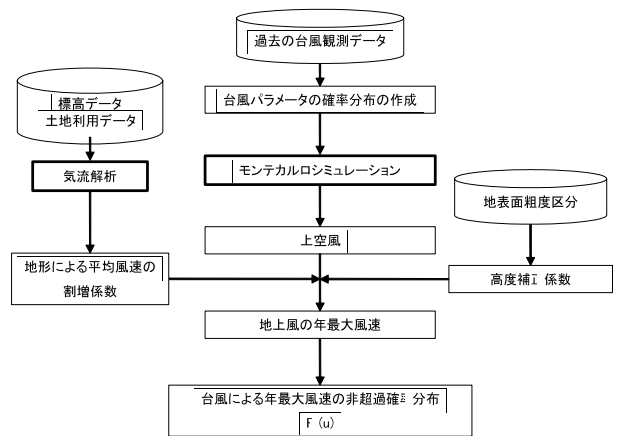 過去の台風観測データ
標高データ
土地利用データ
台風パラメータの確率分布の作成
気流解析
モンテカルロシミュレーション
地表面粗度区分
上空風
地形による平均風速の
割増係数
高度補正係数
地上風の年最大風速
台風による年最大風速の非超過確率分布
F（u）